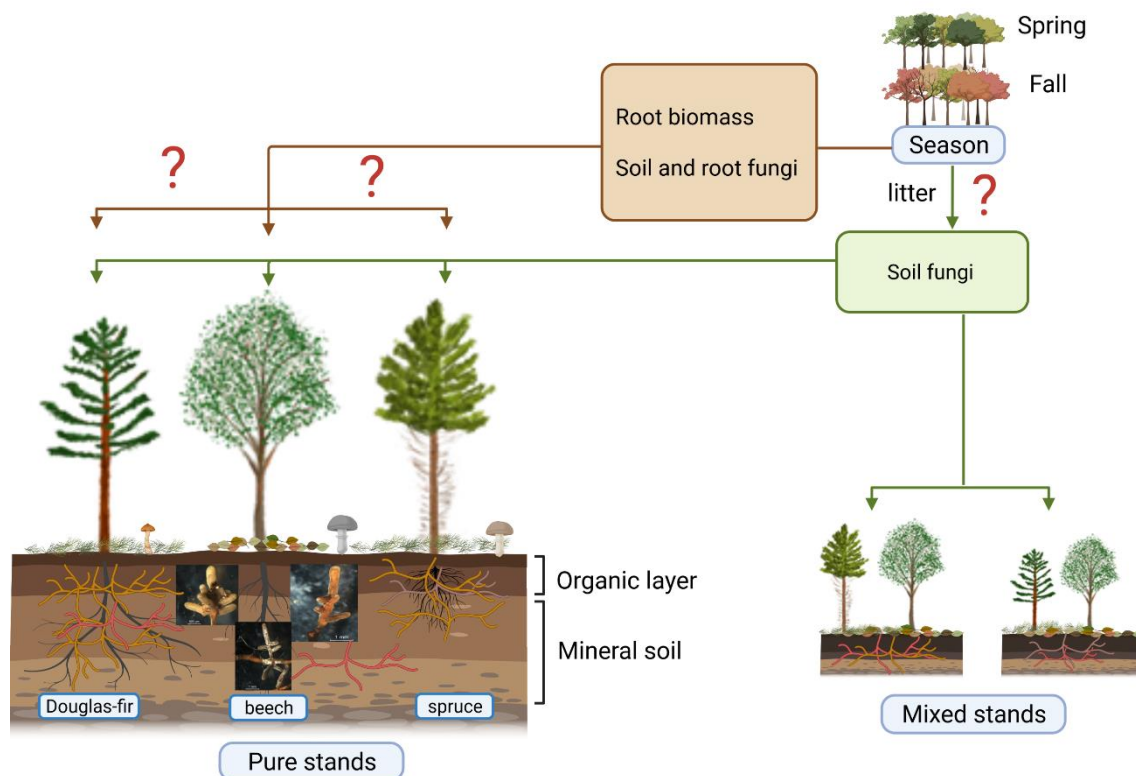 Spring
Fall
Season
Root biomass
Soil and root fungi
?
?
litter
?
Soil fungi
Organic layer
Mineral soil
Douglas-fir
beech
spruce
Pure stands
Mixed stands